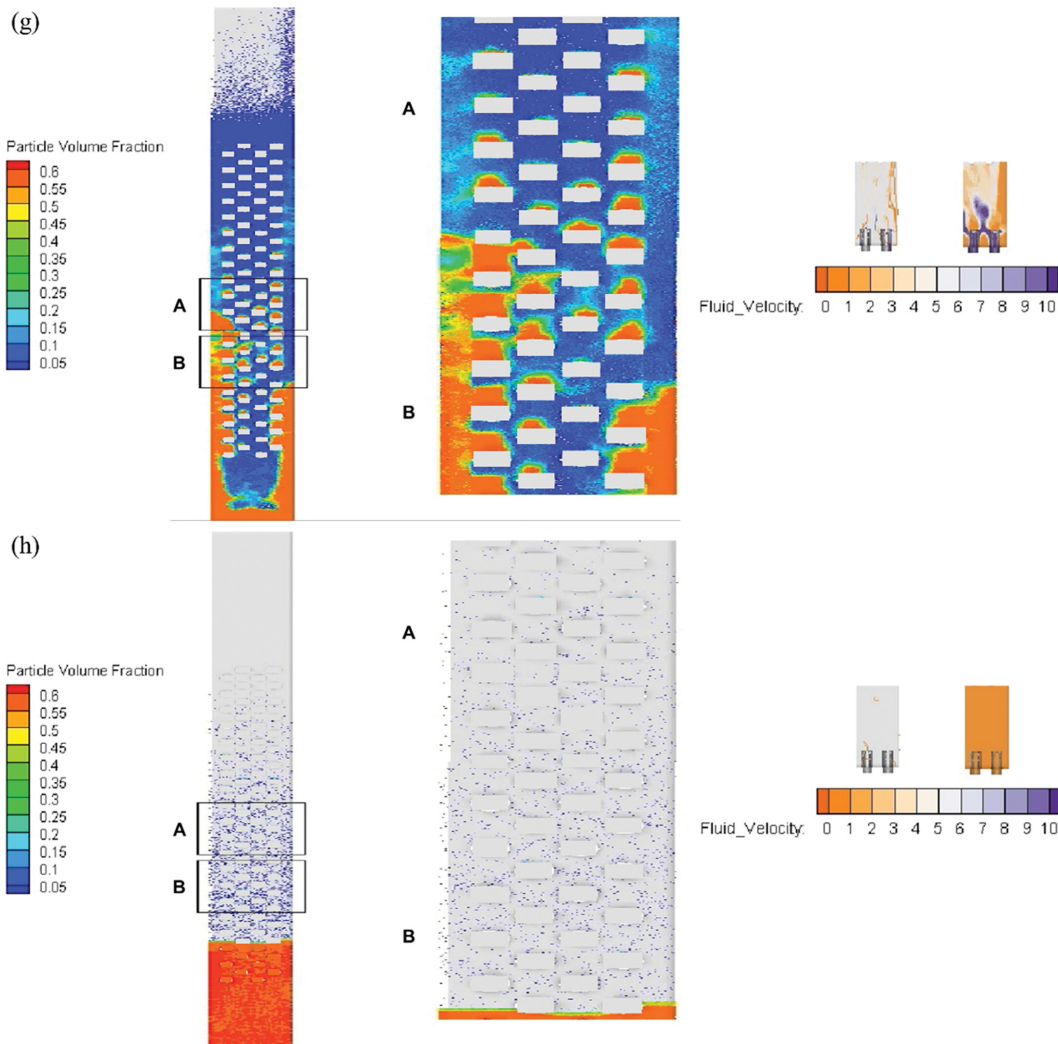 (g)
Particle Volume Fraction
0.6
0.55
0.5
0.45
0.4
0.35
0.3
0.25
0.2
0.15
0.1
0.05
A
B
A
B
Fluid_Velocity:
0 1 2 3 4 5 6 7 8 9 10
(h)
Particle Volume Fraction
0.6
0.55
0.5
0.45
0.4
0.35
0.3
0.25
0.2
0.15
0.1
0.05
A
B
A
B
Fluid_Velocity:
0 1 2 3 4 5 6 7 8 9 10